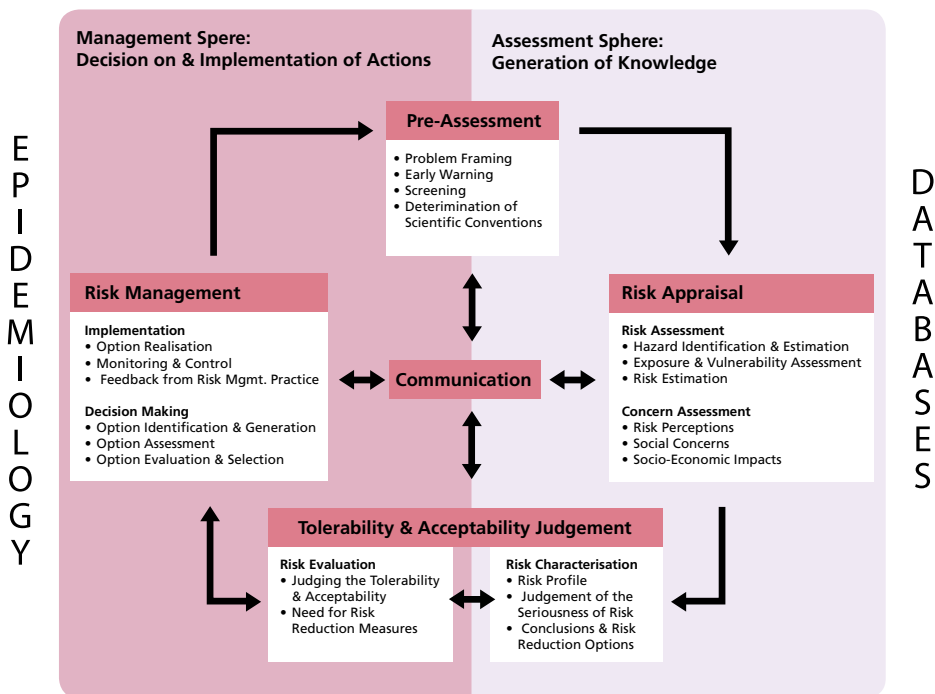 Management Spere:
Decision on & Implementation of Actions
Assessment Sphere:
Generation of Knowledge
EPIDEMIOLOGY
DATABASES
Pre-Assessment
• Problem Framing
• Early Warning
• Screening
• Deterimination of
Scientific Conventions
Risk Management
Implementation
• Option Realisation
• Monitoring & Control
• Feedback from Risk Mgmt. Practice
Decision Making
• Option Identification & Generation
• Option Assessment
• Option Evaluation & Selection
Communication
Risk Appraisal
Risk Assessment
• Hazard Identification & Estimation
• Exposure & Vulnerability Assessment
• Risk Estimation
Concern Assessment
• Risk Perceptions
• Social Concerns
• Socio-Economic Impacts
Tolerability & Acceptability Judgement
Risk Evaluation
• Judging the Tolerability
& Acceptability
• Need for Risk
Reduction Measures
Risk Characterisation
• Risk Profile
• Judgement of the
Seriousness of Risk
• Conclusions & Risk
Reduction Options